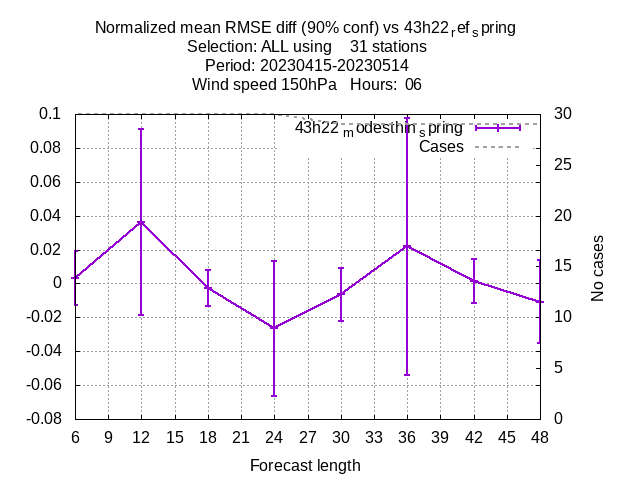 Normalized mean RMSE diff (90% conf) vs 43h22ref spring
Selection: ALL using 31 stations
Period: 20230415-20230514
Wind speed 150hPa Hours: 06
43h22modesthinspring
Cases
0.1
0.08
0.06
0.04
0.02
0
-0.02
-0.04
-0.06
-0.08
30
25
20
15
10
5
0
No cases
6 9 12 15 18 21 24 27 30 33 36 39 42 45 48
Forecast length